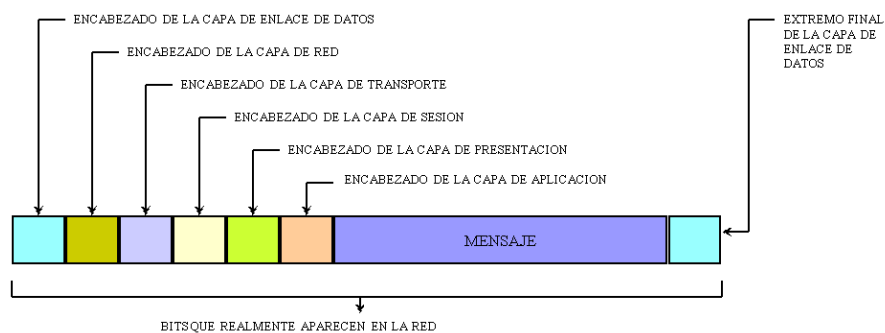 ENCABEZADO DE LA CAPA DE ENLACE DE DATOS
ENCABEZADO DE LA CAPA DE RED
ENCABEZADO DE LA CAPA DE TRANSPORTE
ENCABEZADO DE LA CAPA DE SESION
ENCABEZADO DE LA CAPA DE PRESENTACION
ENCABEZADO DE LA CAPA DE APLICACION
EXTREMO FINAL
DE LA CAPA DE
ENLACE DE
DATOS
MENSAJE
BITSQUE REALMENTE APARECEN EN LA RED